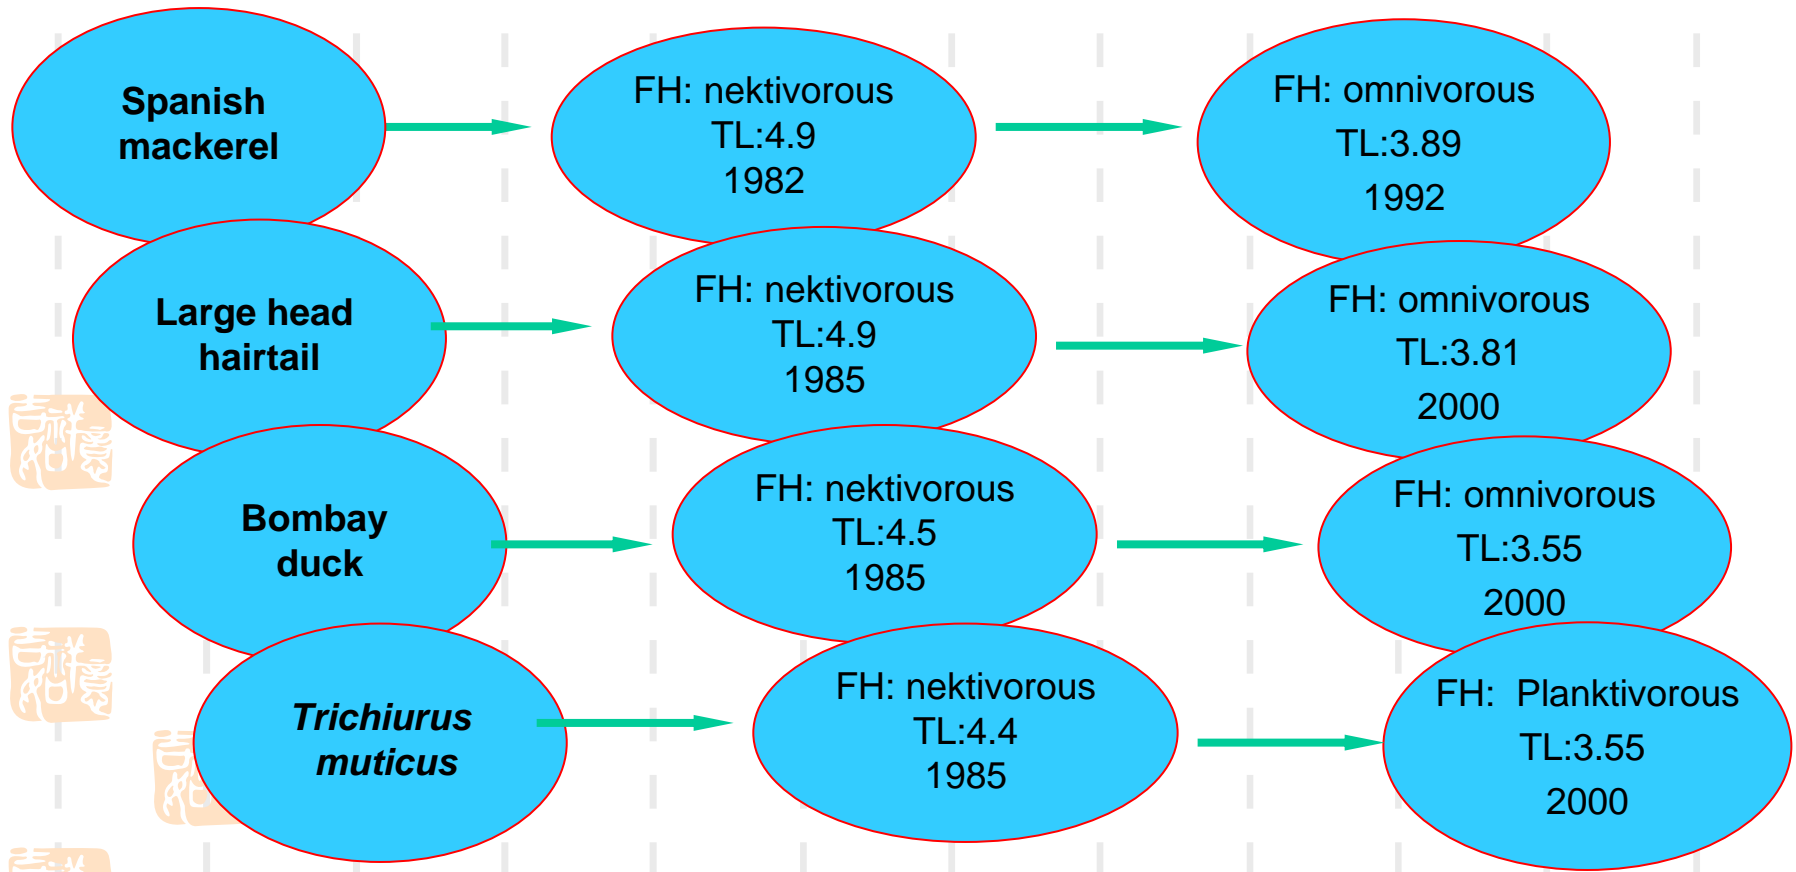 Spanish
mackerel
FH: nektivorous
TL:4.9
1982
FH: omnivorous
TL:3.89
1992
Large head
hairtail
FH: nektivorous
TL:4.9
1985
FH: omnivorous
TL:3.81
2000
Bombay
duck
FH: nektivorous
TL:4.5
1985
FH: omnivorous
TL:3.55
2000
Trichiurus
muticus
FH: nektivorous
TL:4.4
1985
FH: Planktivorous
TL:3.55
2000